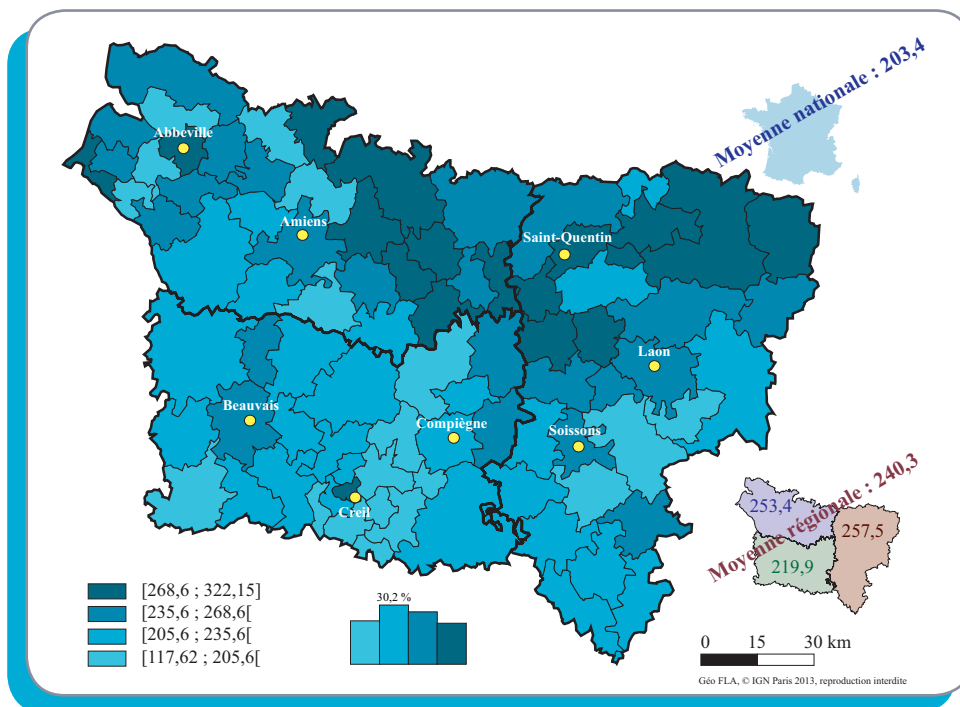 Moyenne nationale : 203,4
Abbeville
Amiens
Saint-Quentin
Laon
Beauvais
Compiègne
Soissons
Creil
Moyenne régionale : 240,3
253,4
257,5
219,9
[268,6 ; 322,15]
[235,6 ; 268,6[
[205,6 ; 235,6[
[117,62 ; 205,6[
30,2 %
0 15 30 km
Géo FLA, © IGN Paris 2013, reproduction interdite